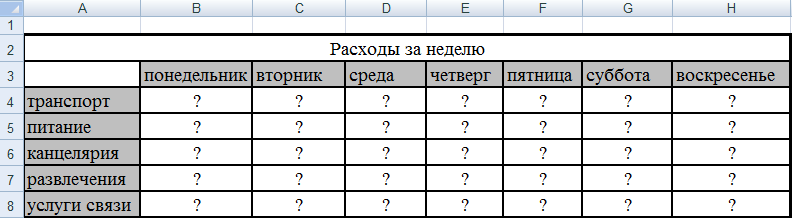 A B C D E F G H
1
2 Расходы за неделю
3 понедельник вторник среда четверг пятница суббота воскресенье
4 транспорт ? ? ? ? ? ? ?
5 питание ? ? ? ? ? ? ?
6 канцелярия ? ? ? ? ? ? ?
7 развлечения ? ? ? ? ? ? ?
8 услуги связи ? ? ? ? ? ? ?